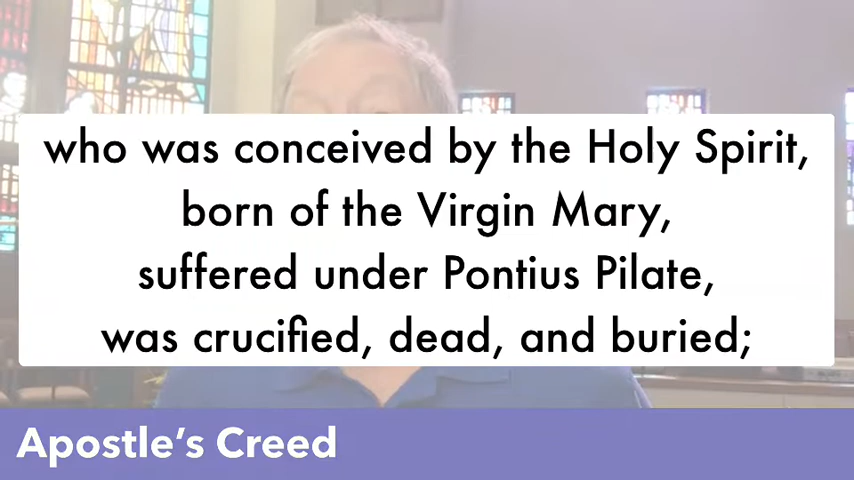 who was conceived by the Holy Spirit,
born of the Virgin Mary,
suffered under Pontius Pilate,
was crucified, dead, and buried;
Apostle’s Creed